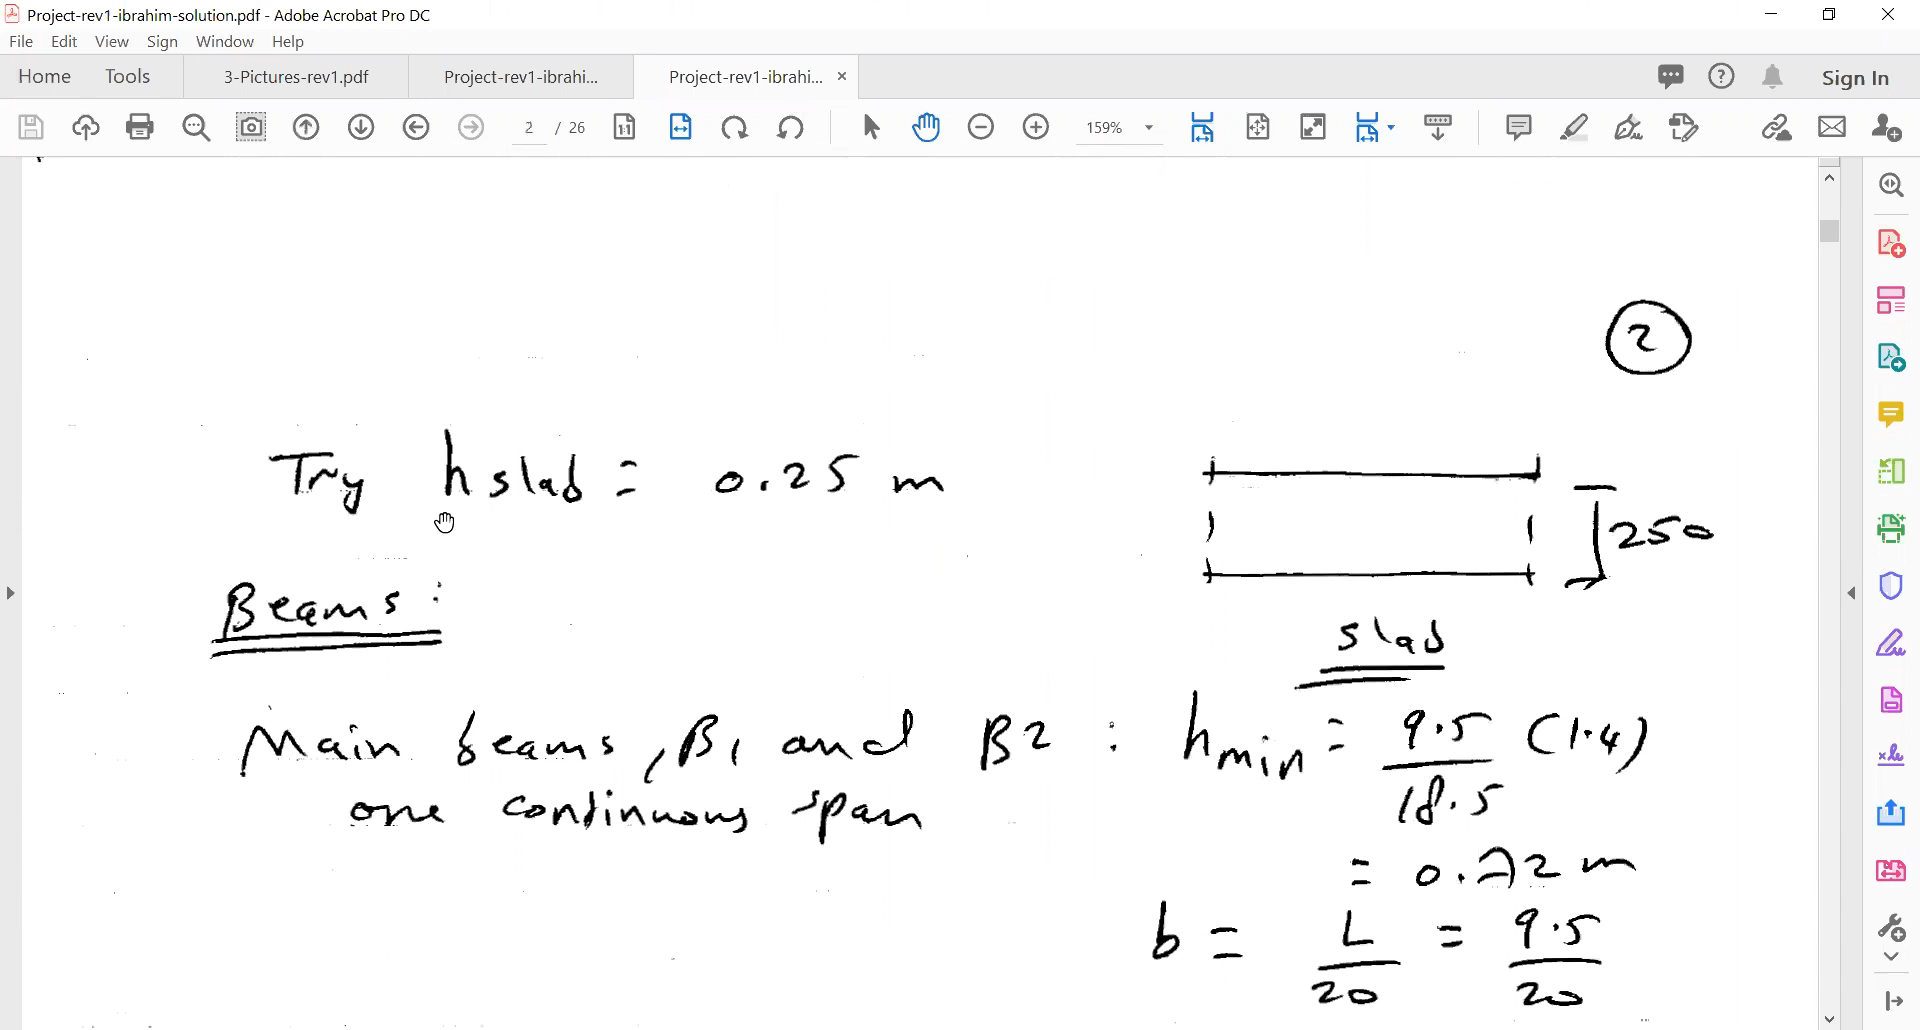 Project-rev1-ibrahim-solution.pdf - Adobe Acrobat Pro DC
File Edit View Sign Window Help
Home Tools 3-Pictures-rev1.pdf Project-rev1-ibrahi... Project-rev1-ibrahi... × Sign In
2 / 26 159%
2
Try h slab = 0.25 m
250
Beams:
slab
Main beams, B1 and B2 : hmin = 9.5/18.5 (1.4)
one continuous span
= 0.72 m
b = L/20 = 9.5/20